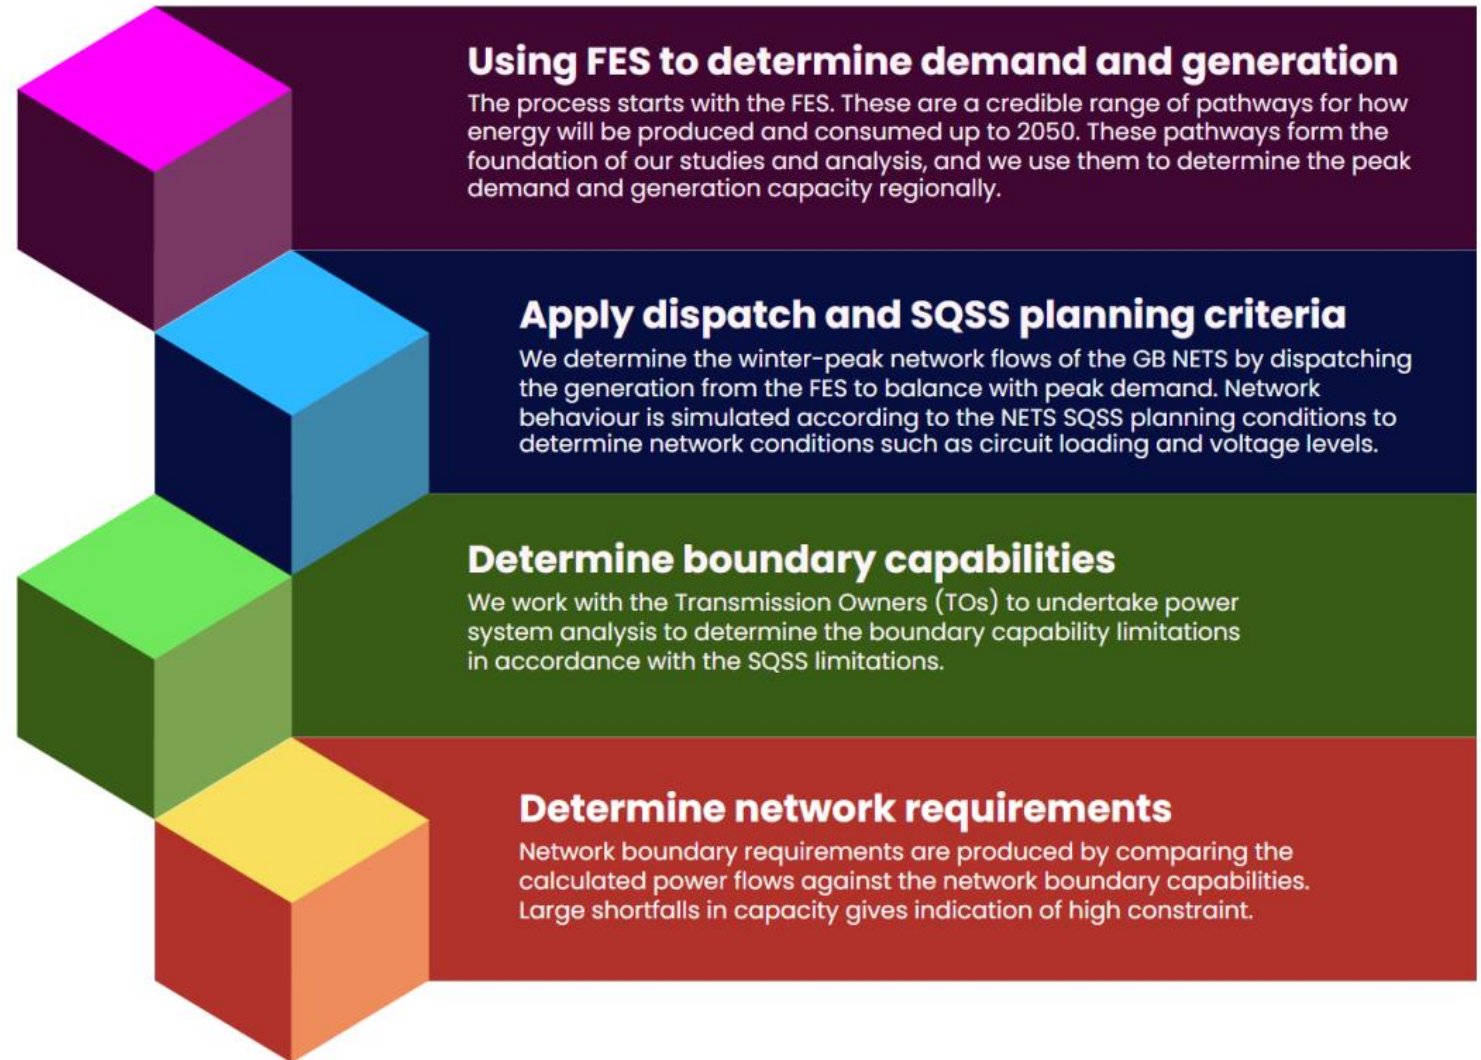 Using FES to determine demand and generation
The process starts with the FES. These are a credible range of pathways for how
energy will be produced and consumed up to 2050. These pathways form the
foundation of our studies and analysis, and we use them to determine the peak
demand and generation capacity regionally.
Apply dispatch and SQSS planning criteria
We determine the winter-peak network flows of the GB NETS by dispatching
the generation from the FES to balance with peak demand. Network
behaviour is simulated according to the NETS SQSS planning conditions to
determine network conditions such as circuit loading and voltage levels.
Determine boundary capabilities
We work with the Transmission Owners (TOs) to undertake power
system analysis to determine the boundary capability limitations
in accordance with the SQSS limitations.
Determine network requirements
Network boundary requirements are produced by comparing the
calculated power flows against the network boundary capabilities.
Large shortfalls in capacity gives indication of high constraint.